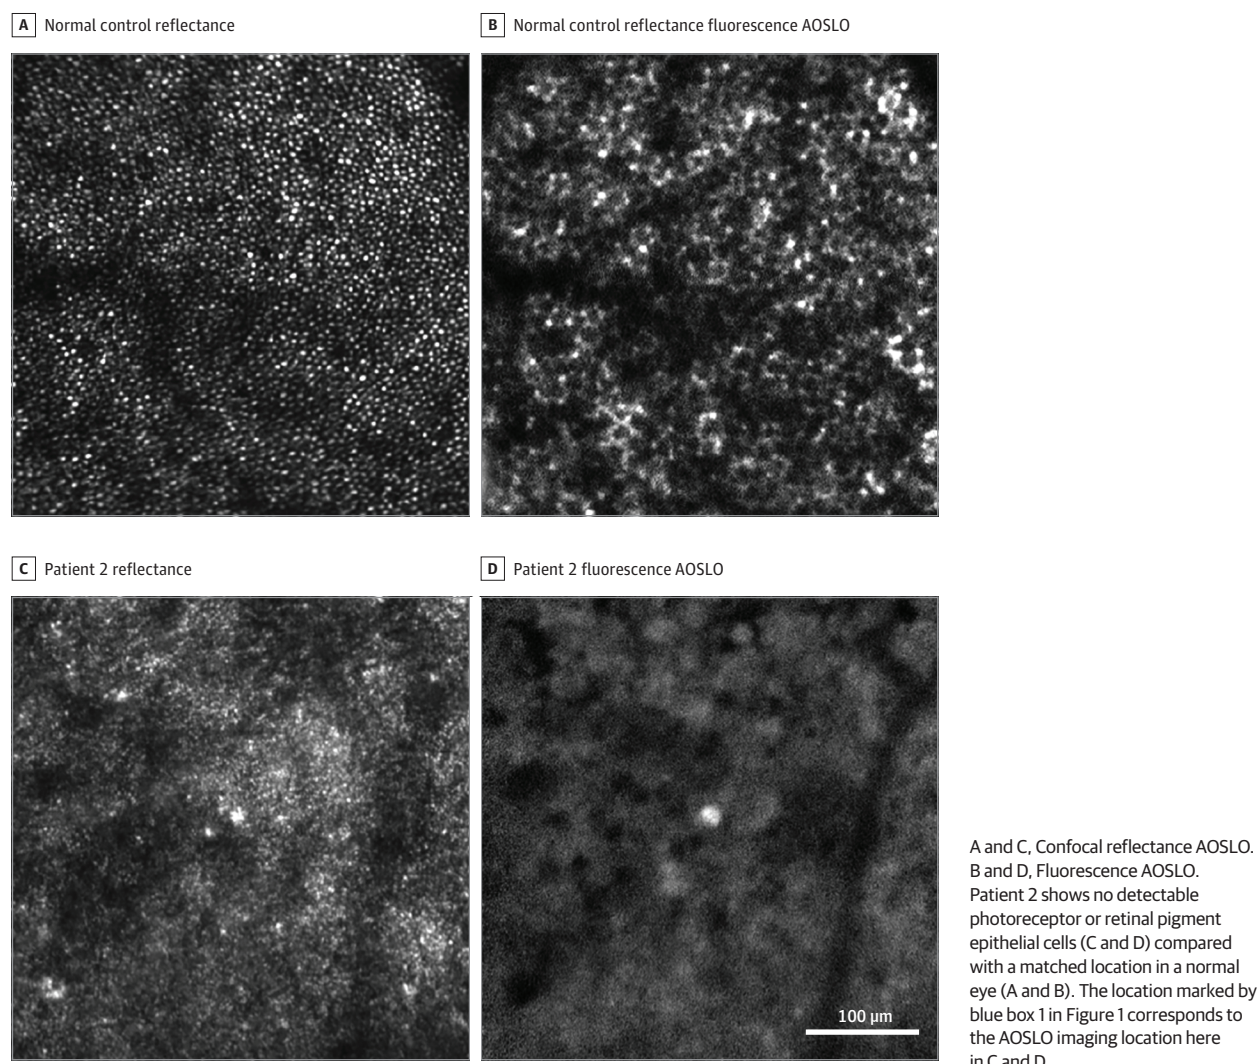 A Normal control reflectance
B Normal control reflectance fluorescence AOSLO
C Patient 2 reflectance
D Patient 2 fluorescence AOSLO
100 µm
A and C, Confocal reflectance AOSLO.
B and D, Fluorescence AOSLO.
Patient 2 shows no detectable
photoreceptor or retinal pigment
epithelial cells (C and D) compared
with a matched location in a normal
eye (A and B). The location marked by
blue box 1 in Figure 1 corresponds to
the AOSLO imaging location here
in C and D.